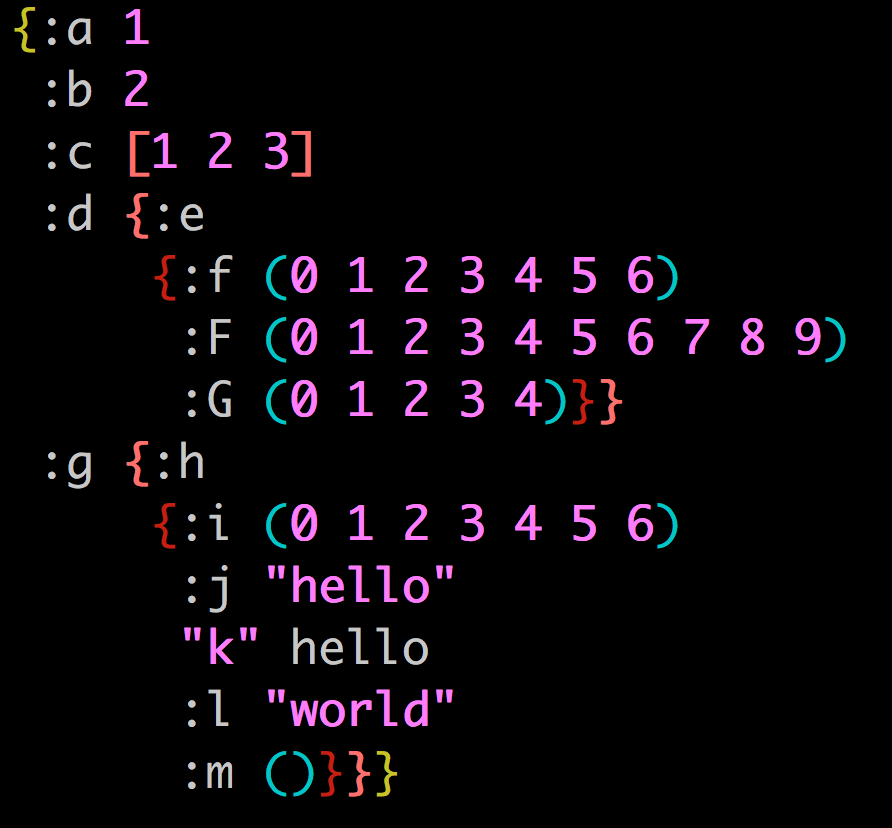 {:a 1
 :b 2
 :c [1 2 3]
 :d {:e
     {:f (0 1 2 3 4 5 6)
      :F (0 1 2 3 4 5 6 7 8 9)
      :G (0 1 2 3 4)}}
 :g {:h
     {:i (0 1 2 3 4 5 6)
      :j "hello"
      "k" hello
      :l "world"
      :m ()}}}